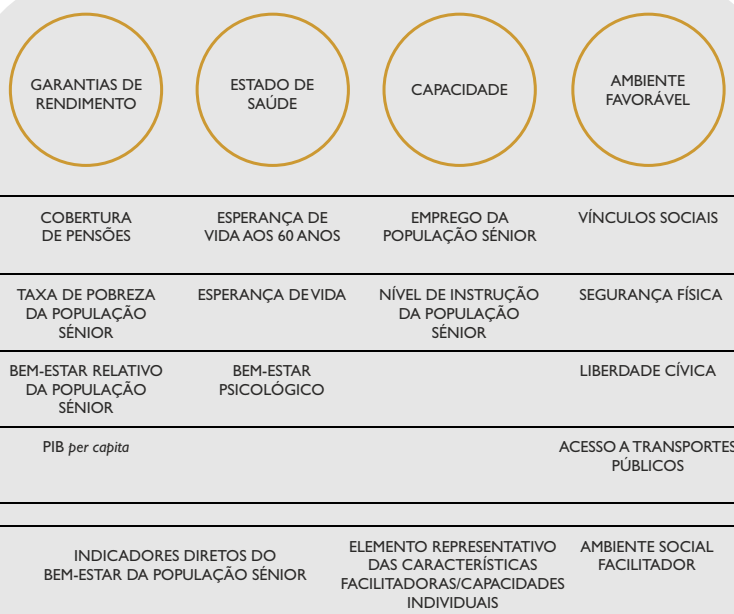 GARANTIAS DE
RENDIMENTO
ESTADO DE
SAÚDE
CAPACIDADE
AMBIENTE
FAVORÁVEL
COBERTURA
DE PENSÕES
ESPERANÇA DE
VIDA AOS 60 ANOS
EMPREGO DA
POPULAÇÃO SÉNIOR
VÍNCULOS SOCIAIS
TAXA DE POBREZA
DA POPULAÇÃO
SÉNIOR
ESPERANÇA DE VIDA
NÍVEL DE INSTRUÇÃO
DA POPULAÇÃO
SÉNIOR
SEGURANÇA FÍSICA
BEM-ESTAR RELATIVO
DA POPULAÇÃO
SÉNIOR
BEM-ESTAR
PSICOLÓGICO
LIBERDADE CÍVICA
PIB per capita
ACESSO A TRANSPORTES
PÚBLICOS
INDICADORES DIRETOS DO
BEM-ESTAR DA POPULAÇÃO SÉNIOR
ELEMENTO REPRESENTATIVO
DAS CARACTERÍSTICAS
FACILITADORAS/CAPACIDADES
INDIVIDUAIS
AMBIENTE SOCIAL
FACILITADOR